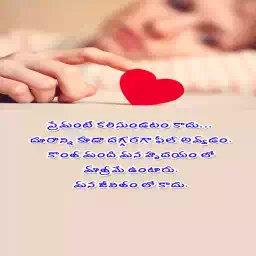 ప్రేమంటే కలిసుండటం కాదు...
దూరాన్ని కూడా దగ్గరగా ఫీల్ అవ్వడం.
కొంత మంది మన హృదయం లో
మాత్రమే ఉంటారు.
మన జీవితం లో కాదు.